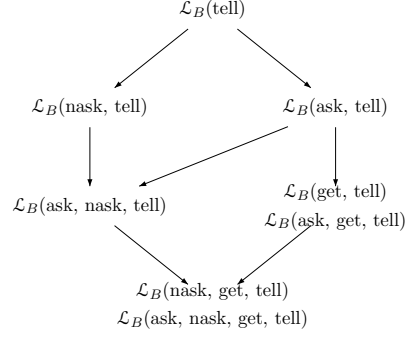 ℒ_B(tell)
ℒ_B(nask, tell)
ℒ_B(ask, tell)
ℒ_B(ask, nask, tell)
ℒ_B(get, tell)
ℒ_B(ask, get, tell)
ℒ_B(nask, get, tell)
ℒ_B(ask, nask, get, tell)